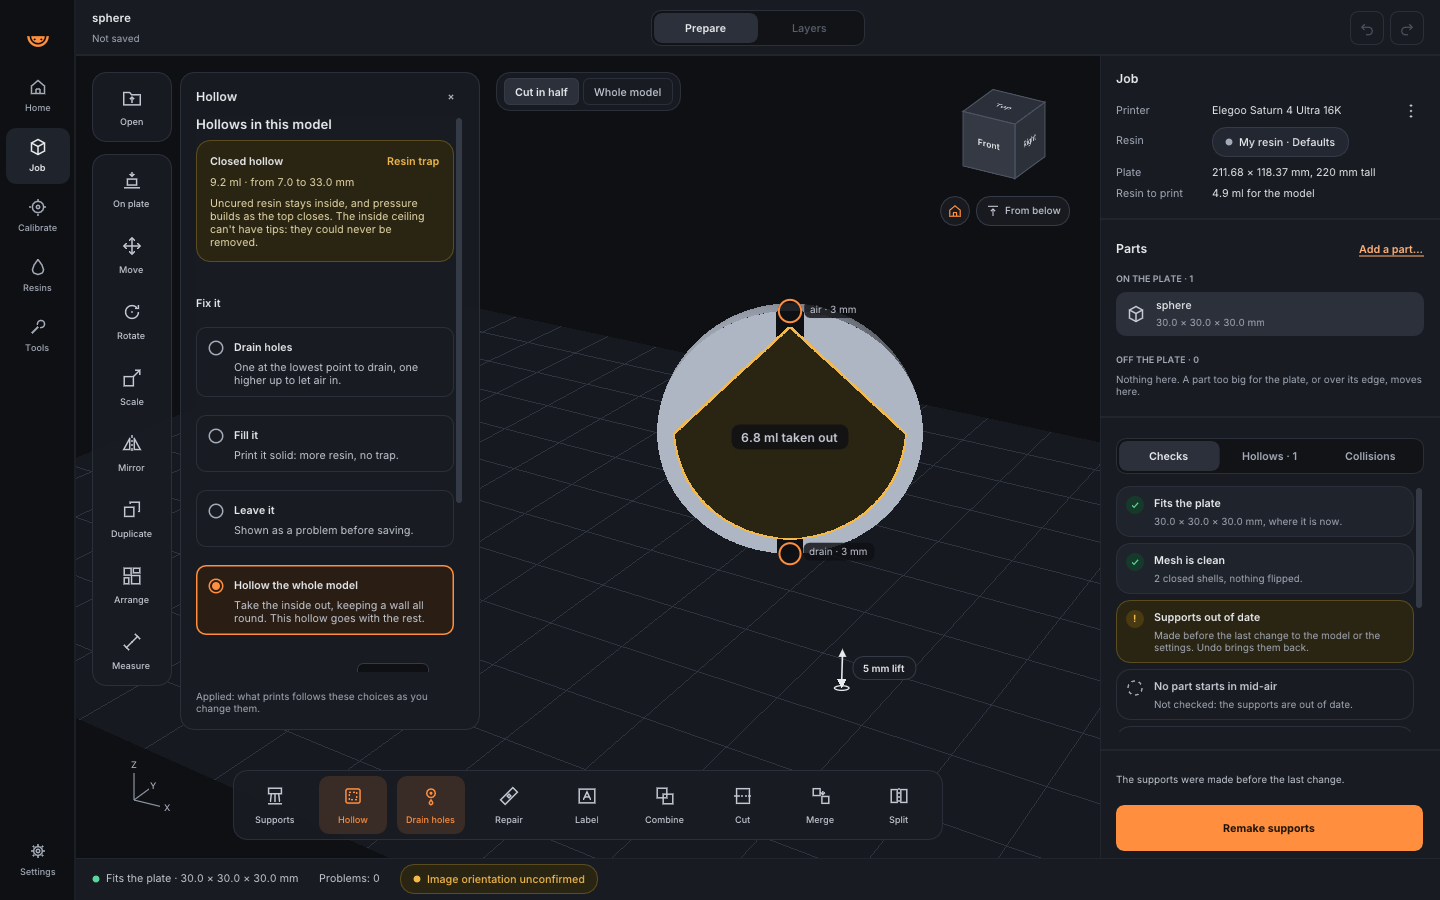 sphere
Not saved
Prepare
Layers
Home
Job
Calibrate
Resins
Tools
Settings
Open
On plate
Move
Rotate
Scale
Mirror
Duplicate
Arrange
Measure
Hollow
×
Hollows in this model
Closed hollow
Resin trap
9.2 ml · from 7.0 to 33.0 mm
Uncured resin stays inside, and pressure
builds as the top closes. The inside ceiling
can't have tips: they could never be
removed.
Fix it
Drain holes
One at the lowest point to drain, one
higher up to let air in.
Fill it
Print it solid: more resin, no trap.
Leave it
Shown as a problem before saving.
Hollow the whole model
Take the inside out, keeping a wall all
round. This hollow goes with the rest.
Applied: what prints follows these choices as you
change them.
Cut in half
Whole model
Top
Front
Right
From below
air · 3 mm
6.8 ml taken out
drain · 3 mm
5 mm lift
Z
Y
X
Supports
Hollow
Drain holes
Repair
Label
Combine
Cut
Merge
Split
Job
Printer
Elegoo Saturn 4 Ultra 16K
Resin
My resin · Defaults
Plate
211.68 × 118.37 mm, 220 mm tall
Resin to print
4.9 ml for the model
Parts
Add a part...
ON THE PLATE · 1
sphere
30.0 × 30.0 × 30.0 mm
OFF THE PLATE · 0
Nothing here. A part too big for the plate, or over its edge, moves
here.
Checks
Hollows · 1
Collisions
Fits the plate
30.0 × 30.0 × 30.0 mm, where it is now.
Mesh is clean
2 closed shells, nothing flipped.
Supports out of date
Made before the last change to the model or the
settings. Undo brings them back.
No part starts in mid-air
Not checked: the supports are out of date.
The supports were made before the last change.
Remake supports
Fits the plate · 30.0 × 30.0 × 30.0 mm
Problems: 0
Image orientation unconfirmed